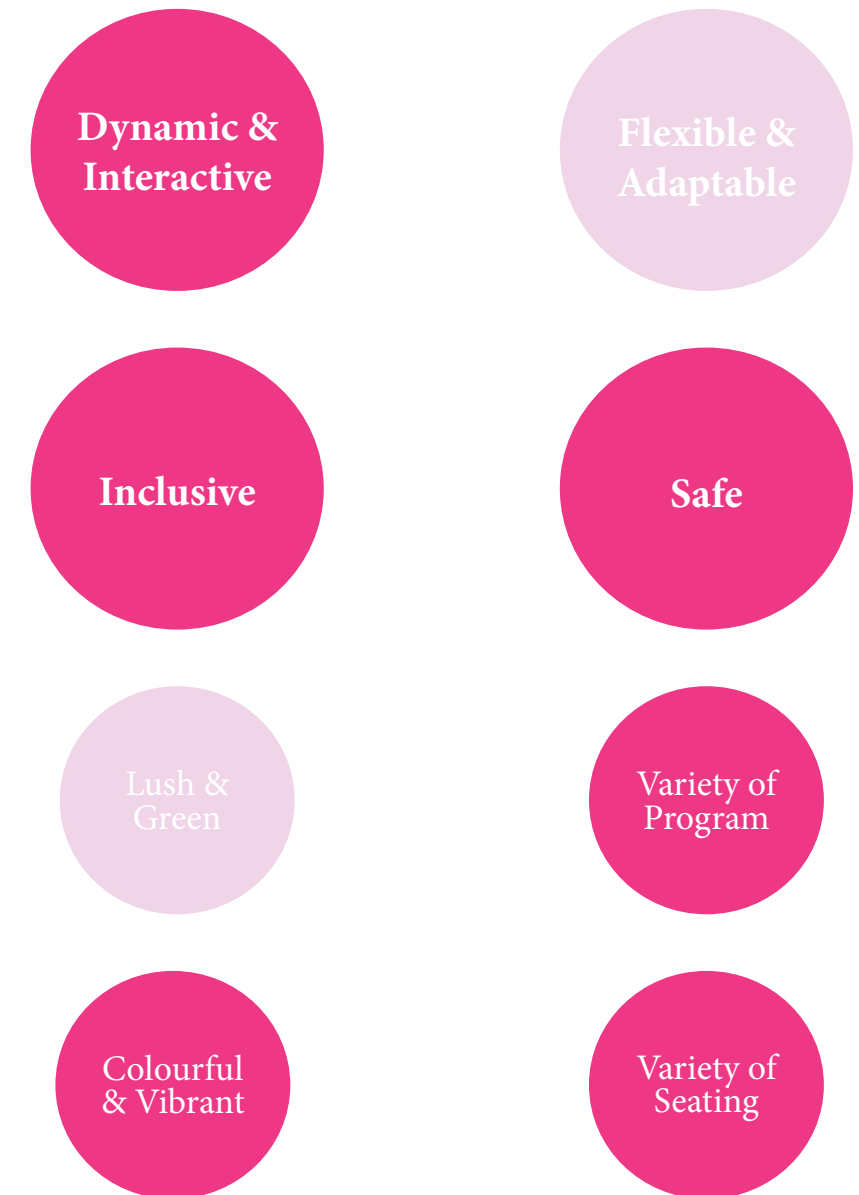 Dynamic &
Interactive
Flexible &
Adaptable
Inclusive
Safe
Lush &
Green
Variety of
Program
Colourful
& Vibrant
Variety of
Seating